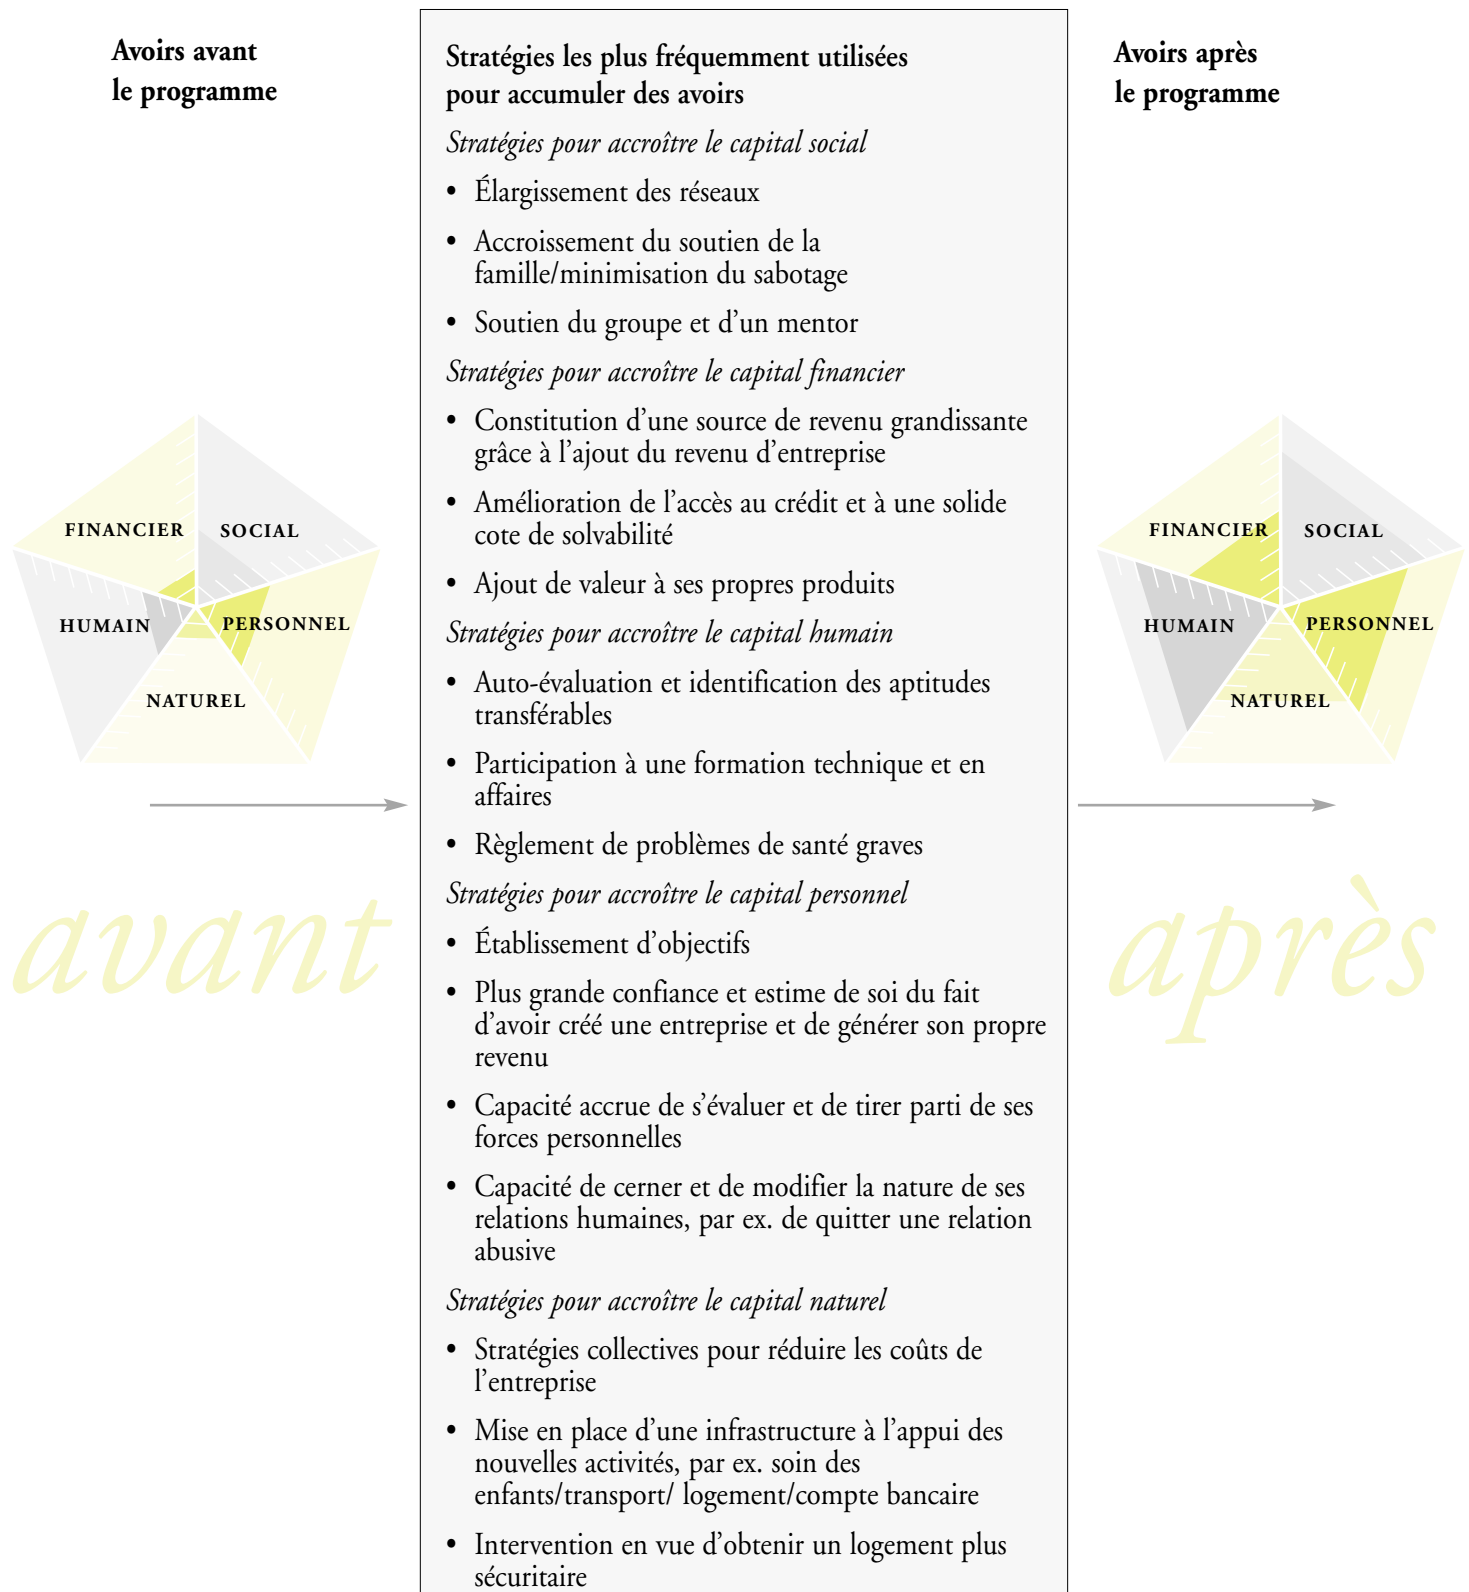 Avoirs avant
le programme
Stratégies les plus fréquemment utilisées
pour accumuler des avoirs
Stratégies pour accroître le capital social
• Élargissement des réseaux
• Accroissement du soutien de la
famille/minimisation du sabotage
• Soutien du groupe et d’un mentor
Stratégies pour accroître le capital financier
• Constitution d’une source de revenu grandissante
grâce à l’ajout du revenu d’entreprise
• Amélioration de l’accès au crédit et à une solide
cote de solvabilité
• Ajout de valeur à ses propres produits
Stratégies pour accroître le capital humain
• Auto-évaluation et identification des aptitudes
transférables
• Participation à une formation technique et en
affaires
• Règlement de problèmes de santé graves
Stratégies pour accroître le capital personnel
• Établissement d’objectifs
• Plus grande confiance et estime de soi du fait
d’avoir créé une entreprise et de générer son propre
revenu
• Capacité accrue de s’évaluer et de tirer parti de ses
forces personnelles
• Capacité de cerner et de modifier la nature de ses
relations humaines, par ex. de quitter une relation
abusive
Stratégies pour accroître le capital naturel
• Stratégies collectives pour réduire les coûts de
l’entreprise
• Mise en place d’une infrastructure à l’appui des
nouvelles activités, par ex. soin des
enfants/transport/ logement/compte bancaire
• Intervention en vue d’obtenir un logement plus
sécuritaire
Avoirs après
le programme
FINANCIER
SOCIAL
HUMAIN
PERSONNEL
NATUREL
avant
FINANCIER
SOCIAL
HUMAIN
PERSONNEL
NATUREL
après